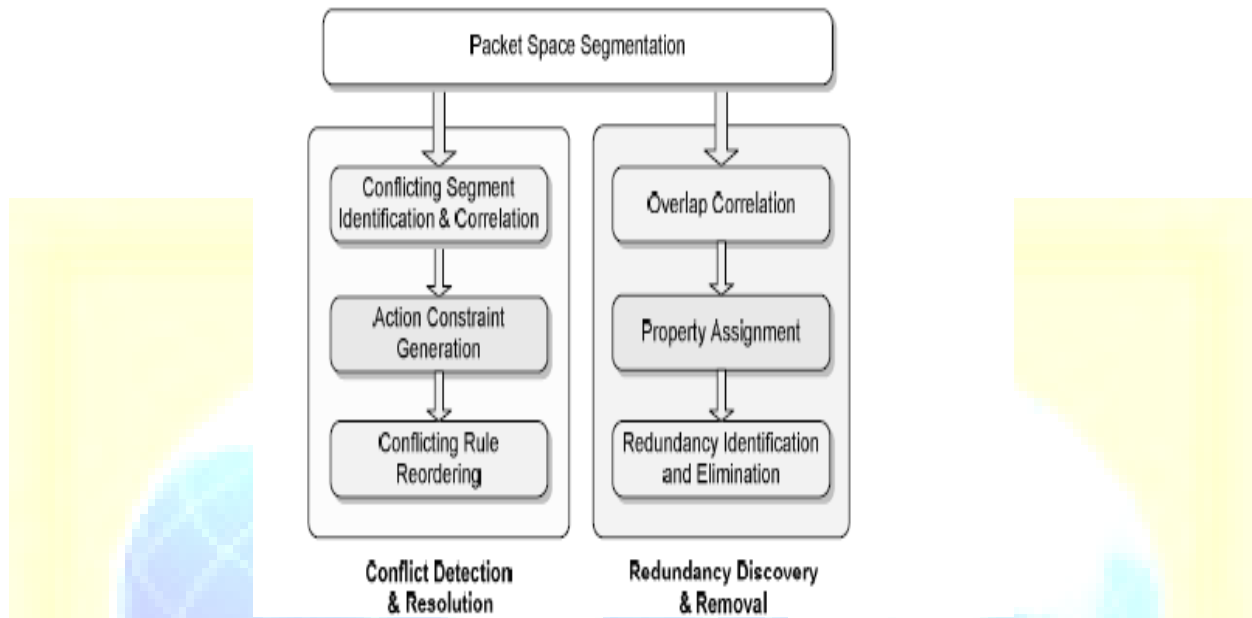 Packet Space Segmentation
Conflicting Segment
Identification & Correlation
Action Constraint
Generation
Conflicting Rule
Reordering
Conflict Detection
& Resolution
Overlap Correlation
Property Assignment
Redundancy Identification
and Elimination
Redundancy Discovery
& Removal